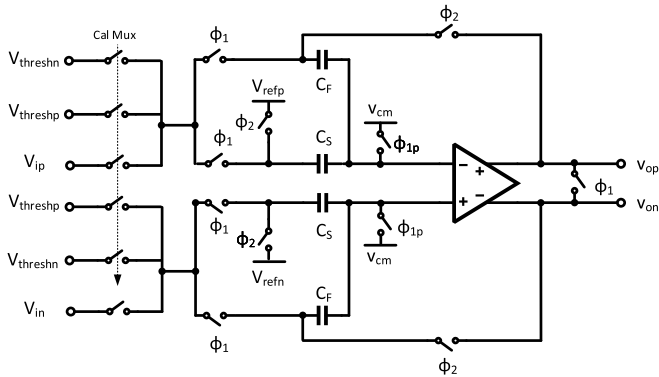 Cal Mux
ϕ2
ϕ1
Vthreshn
CF
Vrefp
vcm
Vthreshp
ϕ2
ϕ1
CS
ϕ1p
Vip
− +
vop
ϕ1
Vthreshp
+ −
von
ϕ1
CS
ϕ1p
ϕ2
Vthreshn
Vrefn
vcm
CF
Vin
ϕ1
ϕ2